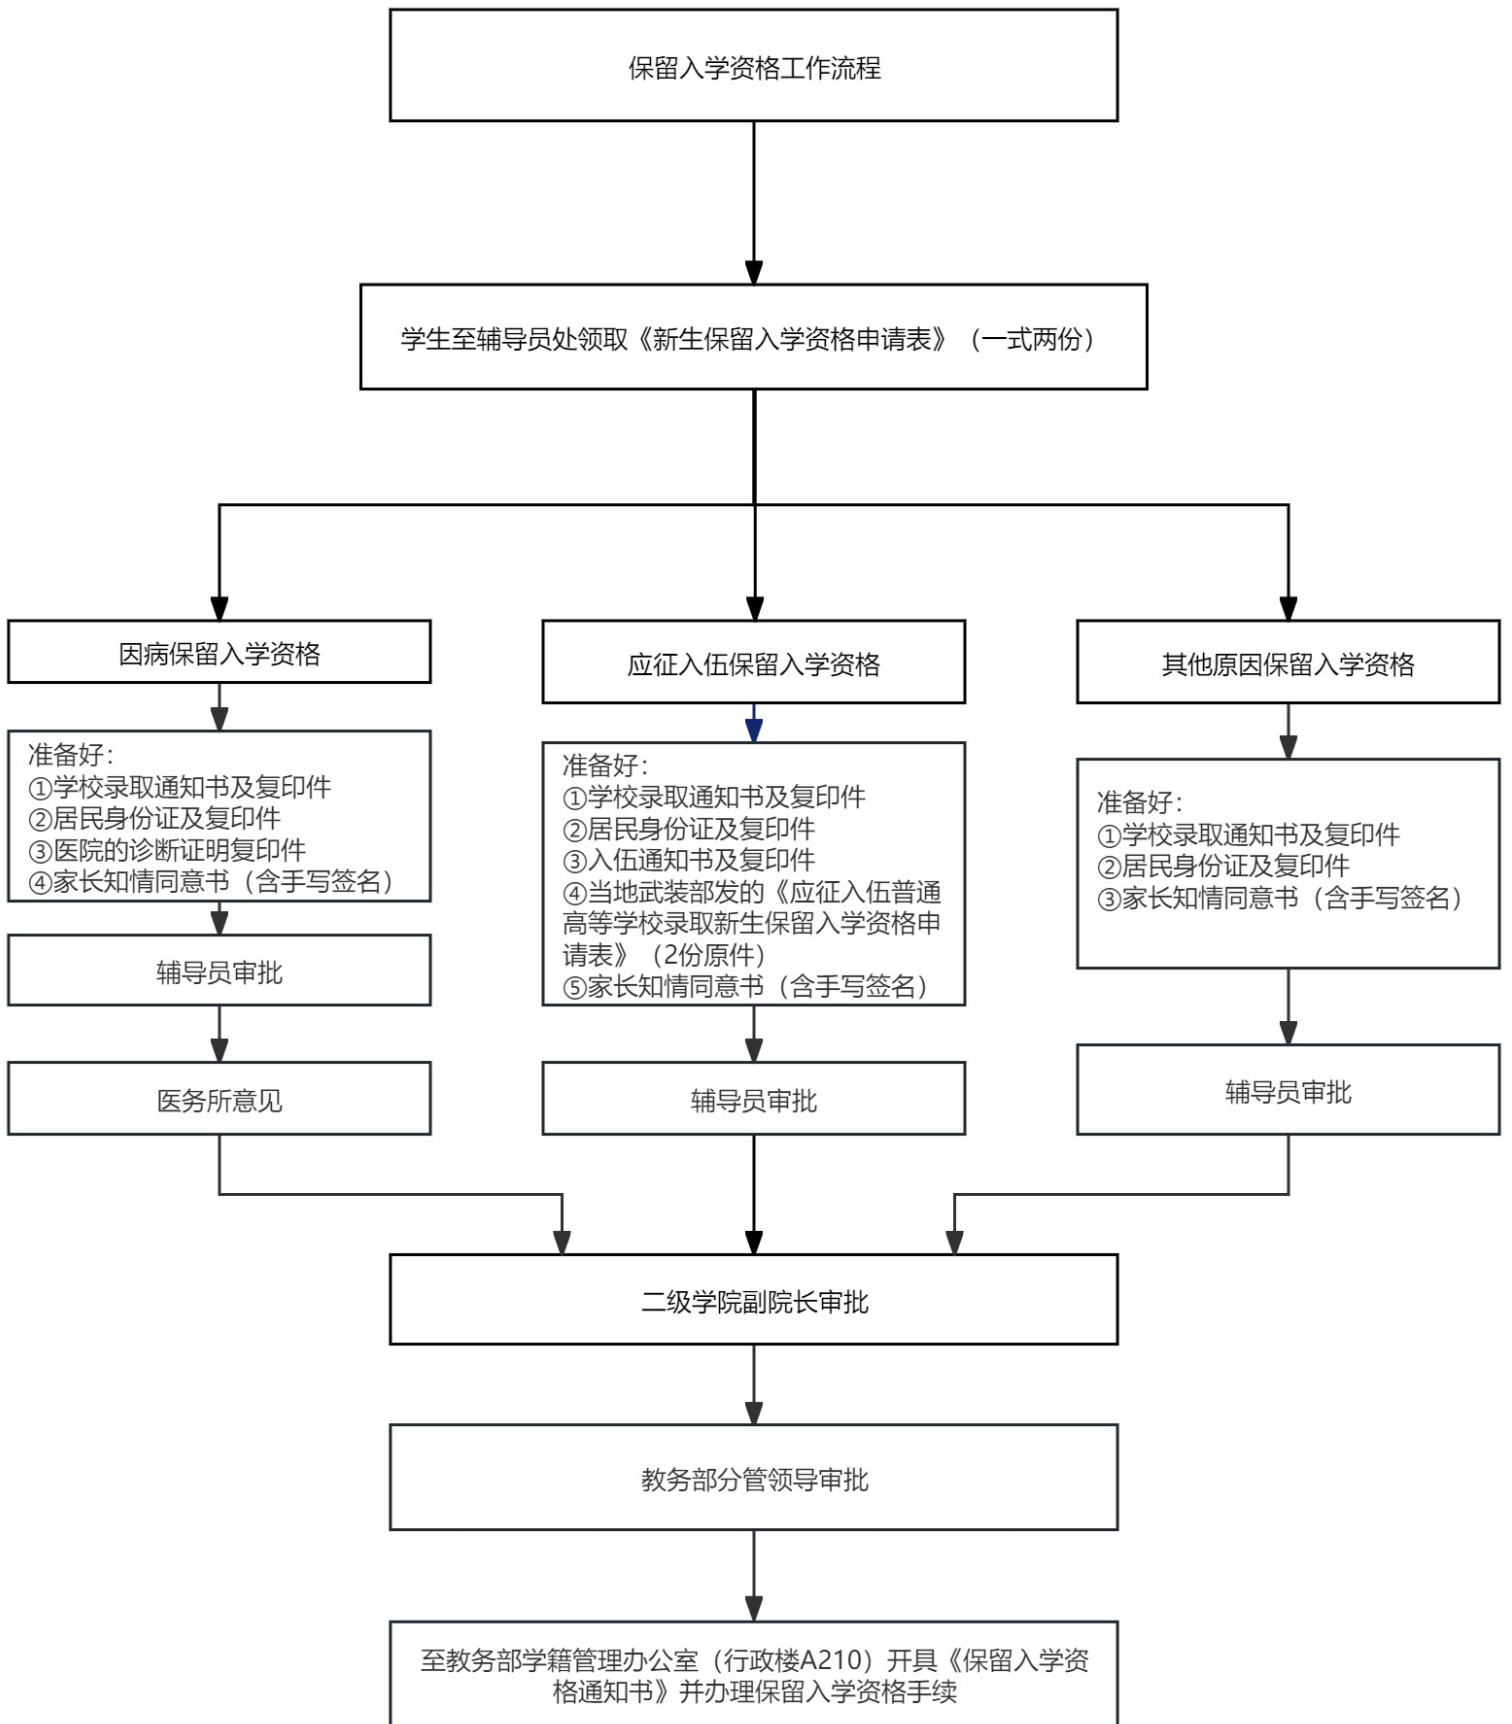 保留入学资格工作流程
学生至辅导员处领取《新生保留入学资格申请表》（一式两份）
因病保留入学资格
准备好：
①学校录取通知书及复印件
②居民身份证及复印件
③医院的诊断证明复印件
④家长知情同意书（含手写签名）
辅导员审批
医务所意见
应征入伍保留入学资格
准备好：
①学校录取通知书及复印件
②居民身份证及复印件
③入伍通知书及复印件
④当地武装部发的《应征入伍普通
高等学校录取新生保留入学资格申
请表》（2份原件）
⑤家长知情同意书（含手写签名）
辅导员审批
其他原因保留入学资格
准备好：
①学校录取通知书及复印件
②居民身份证及复印件
③家长知情同意书（含手写签名）
辅导员审批
二级学院副院长审批
教务部分管领导审批
至教务部学籍管理办公室（行政楼A210）开具《保留入学资
格通知书》并办理保留入学资格手续